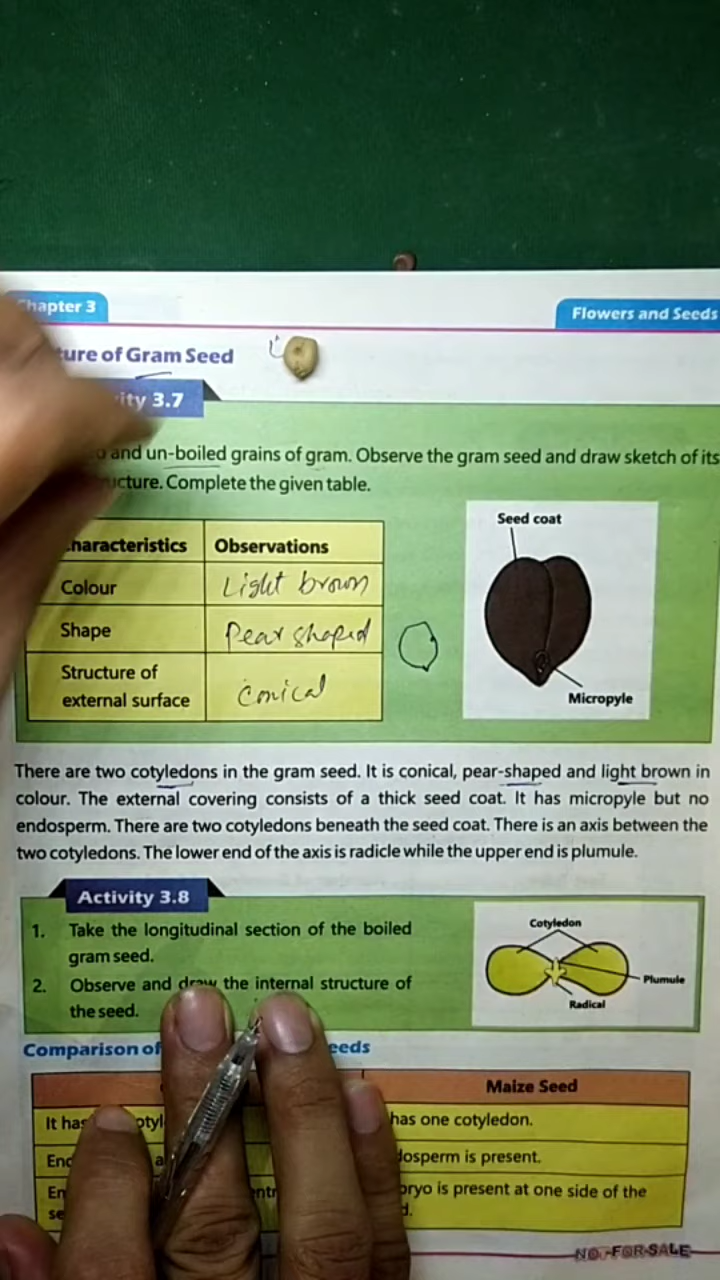 Chapter 3
Flowers and Seeds
of Gram Seed
3.7
and un-boiled grains of gram. Observe the gram seed and draw sketch of its
Complete the given table.
Characteristics Observations
Colour Light brown
Shape Pear shaped
Structure of
external surface conical
Seed coat
Micropyle
There are two cotyledons in the gram seed. It is conical, pear-shaped and light brown in
colour. The external covering consists of a thick seed coat. It has micropyle but no
endosperm. There are two cotyledons beneath the seed coat. There is an axis between the
two cotyledons. The lower end of the axis is radicle while the upper end is plumule.
Activity 3.8
1. Take the longitudinal section of the boiled
gram seed.
2. Observe and draw the internal structure of
the seed.
Cotyledon
Plumule
Radical
Comparison of
Maize Seed
It has
has one cotyledon.
is present.
is present at one side of the
NOT FOR SALE